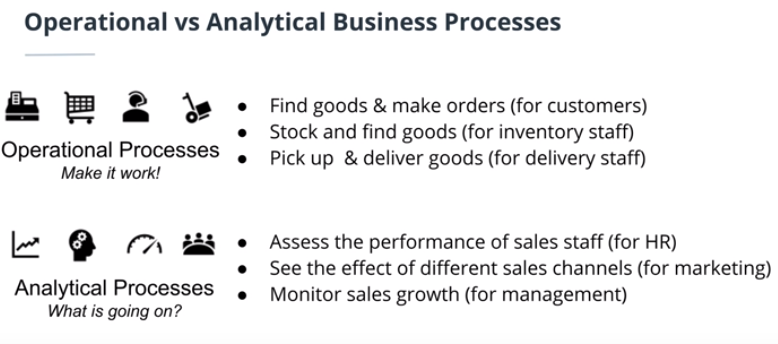 Operational vs Analytical Business Processes
● Find goods & make orders (for customers)
● Stock and find goods (for inventory staff)
● Pick up & deliver goods (for delivery staff)
Operational Processes
Make it work!
● Assess the performance of sales staff (for HR)
● See the effect of different sales channels (for marketing)
● Monitor sales growth (for management)
Analytical Processes
What is going on?